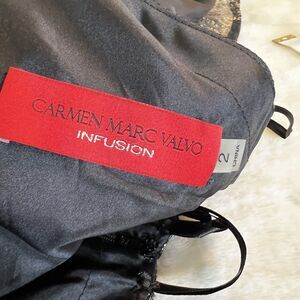 CARMEN MARC VALVO
INFUSION
2
CHINA